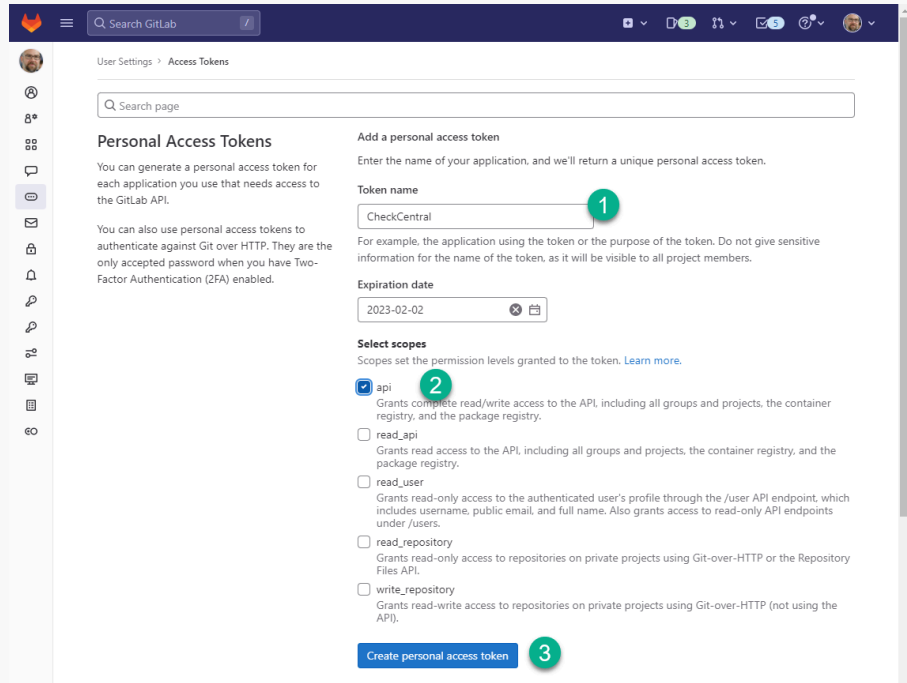 Search GitLab /
3
5
User Settings > Access Tokens
Search page
Personal Access Tokens
You can generate a personal access token for
each application you use that needs access to
the GitLab API.
You can also use personal access tokens to
authenticate against Git over HTTP. They are the
only accepted password when you have Two-
Factor Authentication (2FA) enabled.
Add a personal access token
Enter the name of your application, and we'll return a unique personal access token.
Token name
CheckCentral
1
For example, the application using the token or the purpose of the token. Do not give sensitive
information for the name of the token, as it will be visible to all project members.
Expiration date
2023-02-02
Select scopes
Scopes set the permission levels granted to the token. Learn more.
api
2
Grants complete read/write access to the API, including all groups and projects, the container
registry, and the package registry.
read_api
Grants read access to the API, including all groups and projects, the container registry, and the
package registry.
read_user
Grants read-only access to the authenticated user's profile through the /user API endpoint, which
includes username, public email, and full name. Also grants access to read-only API endpoints
under /users.
read_repository
Grants read-only access to repositories on private projects using Git-over-HTTP or the Repository
Files API.
write_repository
Grants read-write access to repositories on private projects using Git-over-HTTP (not using the
API).
Create personal access token
3